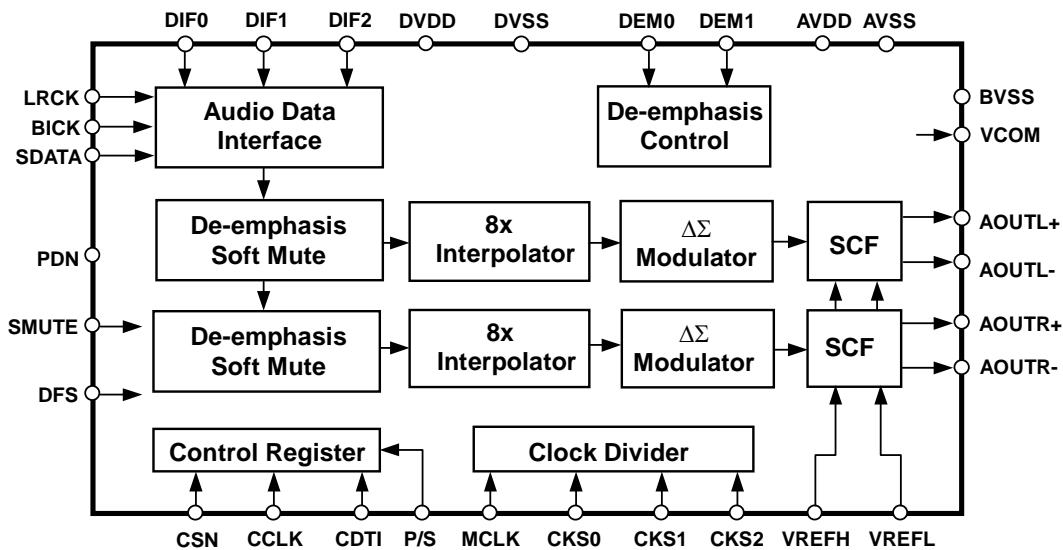 DIF0 DIF1 DIF2 DVDD DVSS DEM0 DEM1 AVDD AVSS
LRCK
BICK
SDATA
PDN
SMUTE
DFS
Audio Data
Interface
De-emphasis
Control
De-emphasis
Soft Mute
8x
Interpolator
ΔΣ
Modulator
SCF
De-emphasis
Soft Mute
8x
Interpolator
ΔΣ
Modulator
SCF
Control Register
Clock Divider
BVSS
VCOM
AOUTL+
AOUTL-
AOUTR+
AOUTR-
CSN CCLK CDTI P/S MCLK CKS0 CKS1 CKS2 VREFH VREFL